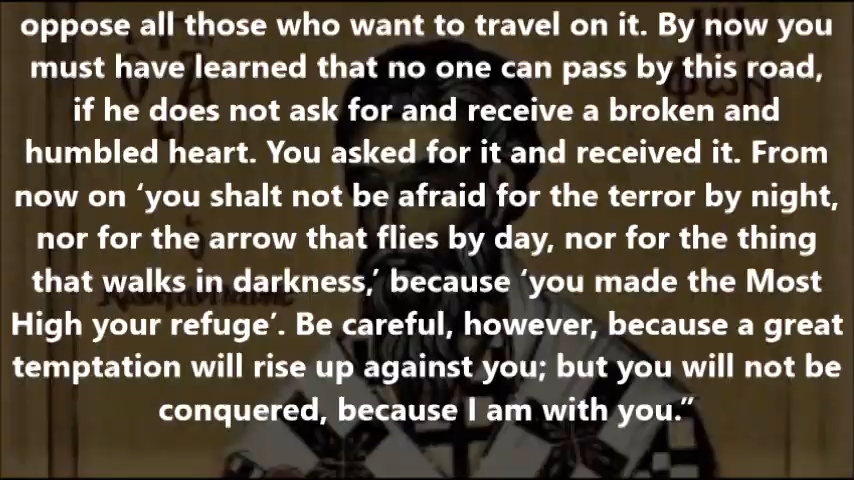 oppose all those who want to travel on it. By now you
must have learned that no one can pass by this road,
if he does not ask for and receive a broken and
humbled heart. You asked for it and received it. From
now on ‘you shalt not be afraid for the terror by night,
nor for the arrow that flies by day, nor for the thing
that walks in darkness,’ because ‘you made the Most
High your refuge’. Be careful, however, because a great
temptation will rise up against you; but you will not be
conquered, because I am with you.”